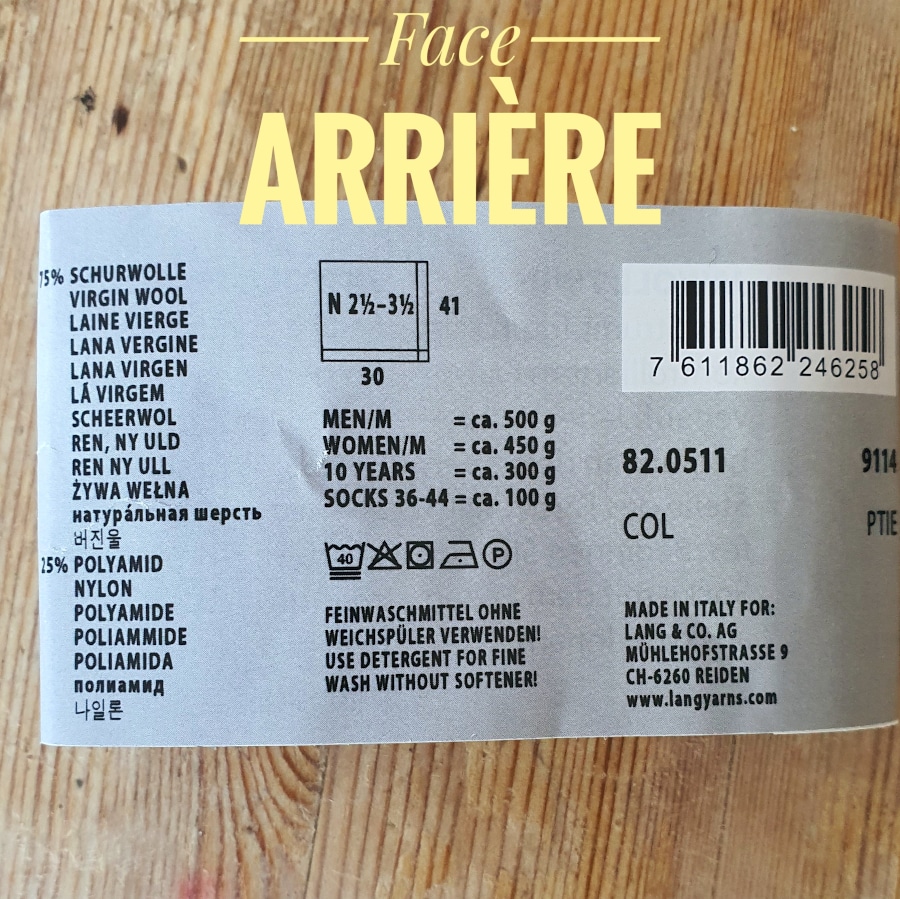 Face
ARRIÈRE
75% SCHURWOLLE
VIRGIN WOOL
LAINE VIERGE
LANA VERGINE
LANA VIRGEN
LÁ VIRGEM
SCHEERWOL
REN, NY ULD
REN NY ULL
ŻYWA WEŁNA
натура́льная шерсть
버진울
25% POLYAMID
NYLON
POLYAMIDE
POLIAMMIDE
POLIAMIDA
полиамид
나일론
N 2½–3½ 41
30
MEN/M = ca. 500 g
WOMEN/M = ca. 450 g
10 YEARS = ca. 300 g
SOCKS 36-44 = ca. 100 g
40 P
FEINWASCHMITTEL OHNE
WEICHSPÜLER VERWENDEN!
USE DETERGENT FOR FINE
WASH WITHOUT SOFTENER!
7 611862 246258
82.0511 9114
COL PTIE
MADE IN ITALY FOR:
LANG & CO. AG
MÜHLEHOFSTRASSE 9
CH-6260 REIDEN
www.langyarns.com